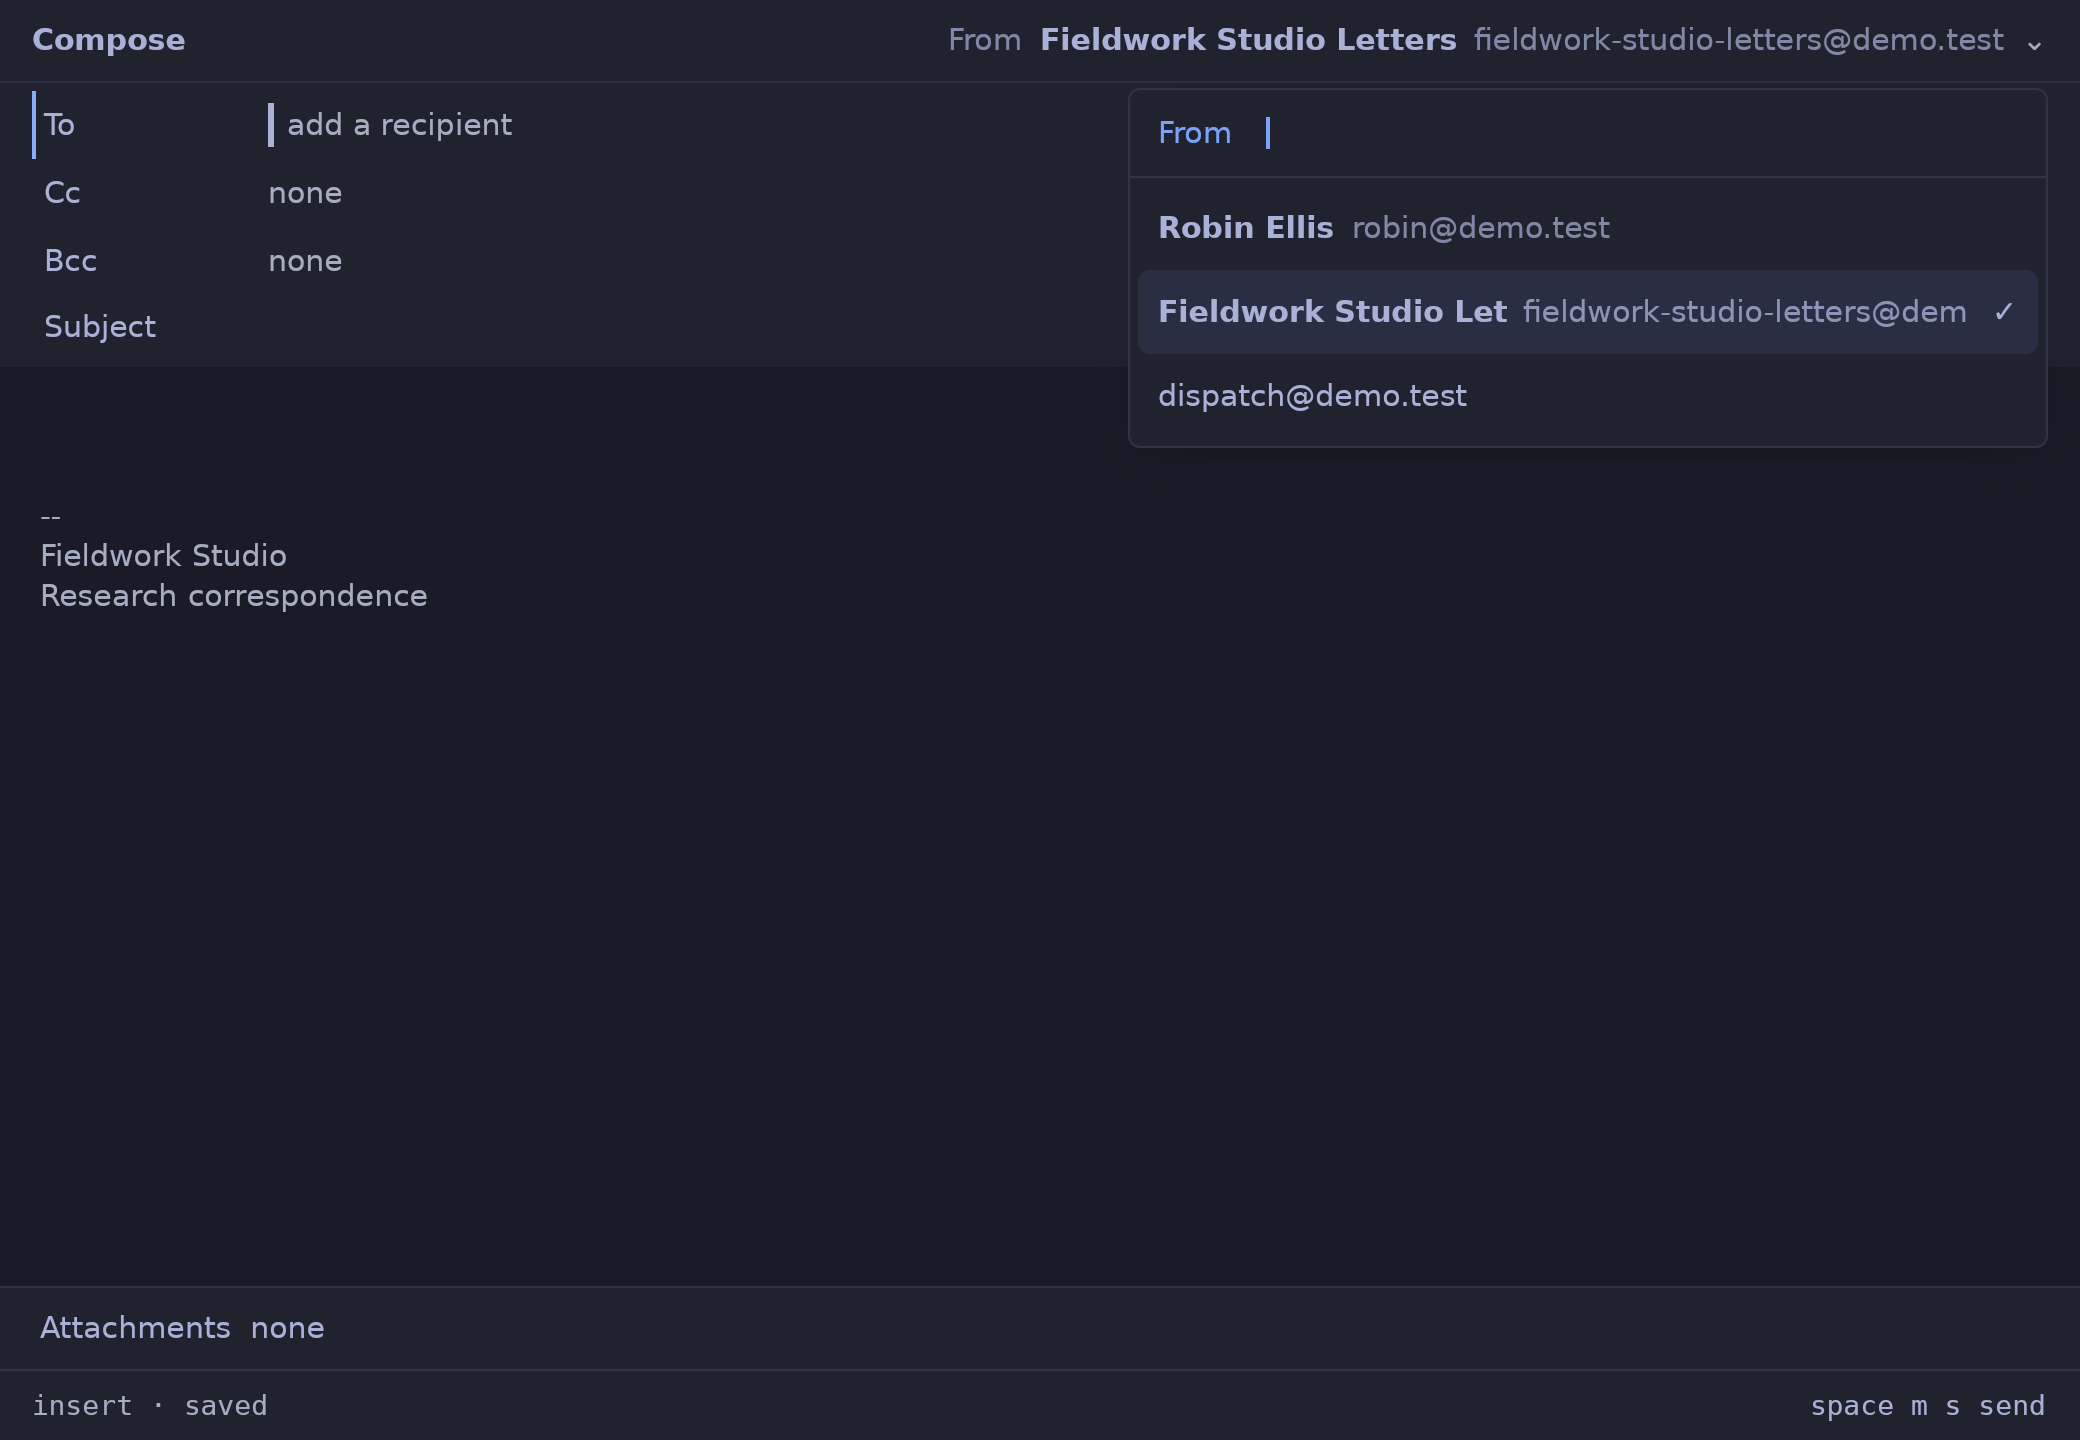 Compose From Fieldwork Studio Letters fieldwork-studio-letters@demo.test
To add a recipient
Cc none
Bcc none
Subject
From
Robin Ellis robin@demo.test
Fieldwork Studio Let fieldwork-studio-letters@dem ✓
dispatch@demo.test
--
Fieldwork Studio
Research correspondence
Attachments none
insert · saved space m s send